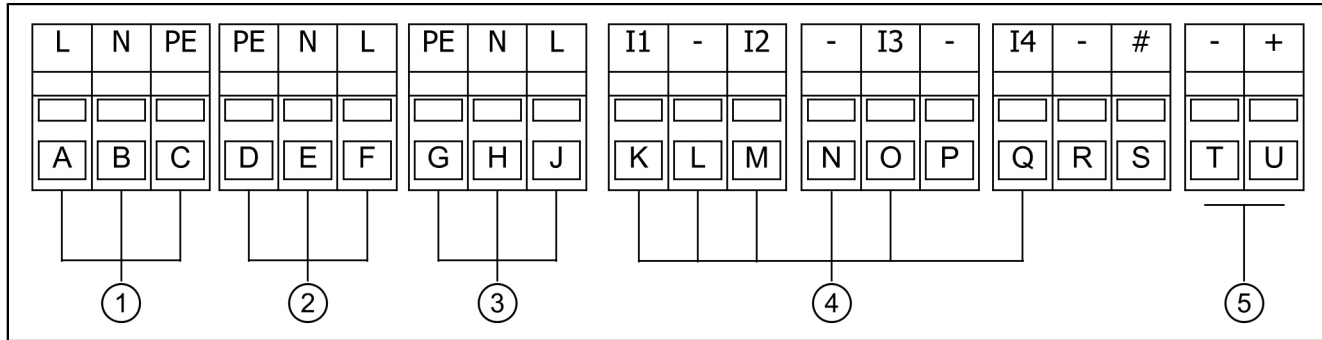 L N PE PE N L PE N L I1 - I2 - I3 - I4 - # - +
A B C D E F G H J K L M N O P Q R S T U
1 2 3 4 5